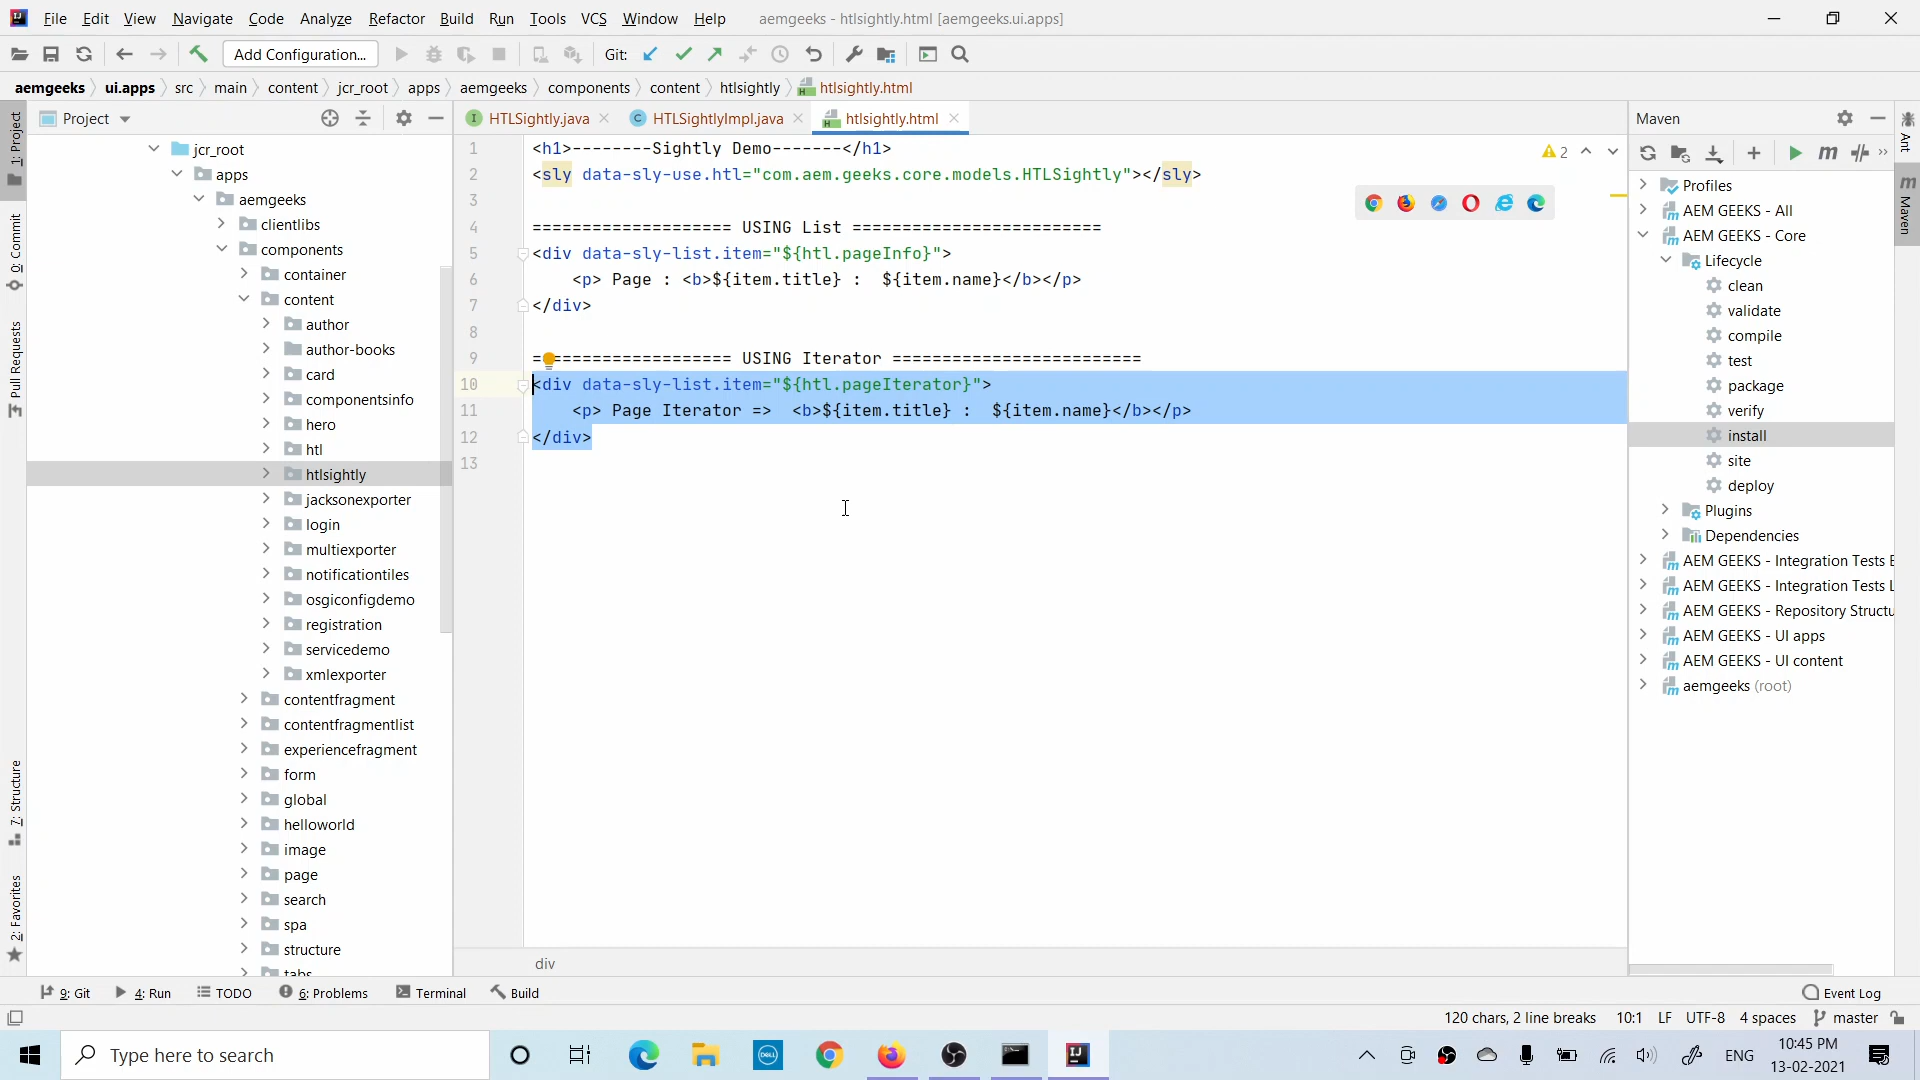 File Edit View Navigate Code Analyze Refactor Build Run Tools VCS Window Help aemgeeks - htlsightly.html [aemgeeks.ui.apps]
Add Configuration... Git:
aemgeeks ui.apps src main content jcr_root apps aemgeeks components content htlsightly htlsightly.html
Project
HTLSightly.java HTLSightlyImpl.java htlsightly.html
Maven
1: Project
0: Commit
Pull Requests
7: Structure
2: Favorites
jcr_root
apps
aemgeeks
clientlibs
components
container
content
author
author-books
card
componentsinfo
hero
htl
htlsightly
jacksonexporter
login
multiexporter
notificationtiles
osgiconfigdemo
registration
servicedemo
xmlexporter
contentfragment
contentfragmentlist
experiencefragment
form
global
helloworld
image
page
search
spa
structure
tabs
1 <h1>--------Sightly Demo-------</h1>
2 <sly data-sly-use.htl="com.aem.geeks.core.models.HTLSightly"></sly>
3
4 ==================== USING List =========================
5 <div data-sly-list.item="${htl.pageInfo}">
6 <p> Page : <b>${item.title} :  ${item.name}</b></p>
7 </div>
8
9 ==================== USING Iterator =========================
10 <div data-sly-list.item="${htl.pageIterator}">
11 <p> Page Iterator =>  <b>${item.title} :  ${item.name}</b></p>
12 </div>
13
2
div
Profiles
AEM GEEKS - All
AEM GEEKS - Core
Lifecycle
clean
validate
compile
test
package
verify
install
site
deploy
Plugins
Dependencies
AEM GEEKS - Integration Tests E
AEM GEEKS - Integration Tests L
AEM GEEKS - Repository Structu
AEM GEEKS - UI apps
AEM GEEKS - UI content
aemgeeks (root)
Ant
Maven
9: Git 4: Run TODO 6: Problems Terminal Build Event Log
120 chars, 2 line breaks 10:1 LF UTF-8 4 spaces master
Type here to search
DELL
ENG
10:45 PM
13-02-2021